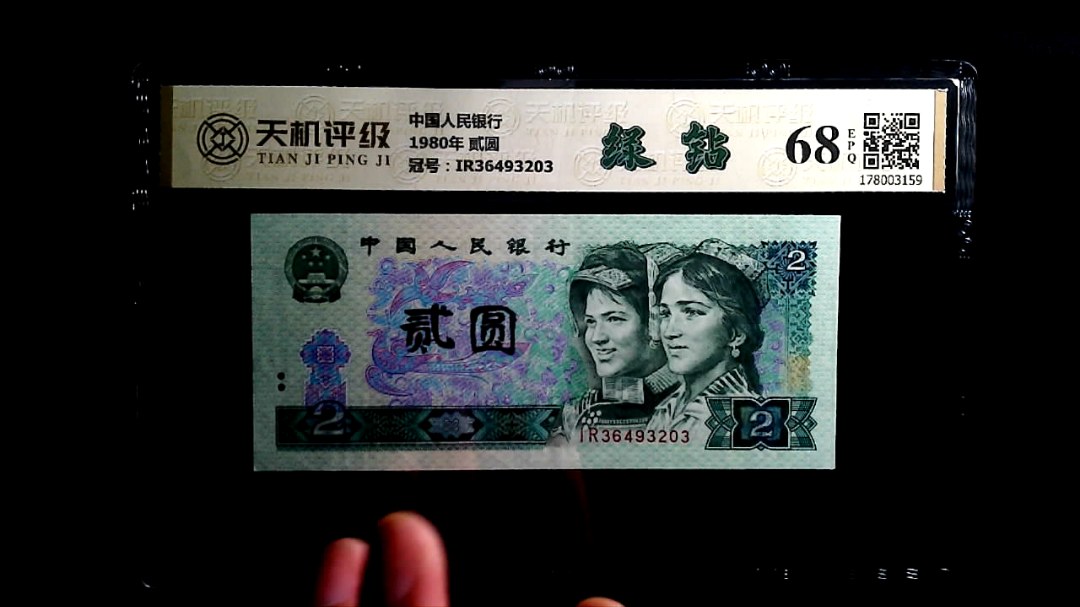 天机评级
TIAN JI PING JI
中国人民银行
1980年 贰圆
冠号：IR36493203
绿 钻
68
EPQ
178003159
中国人民银行
2
贰圆
2
IR36493203
2